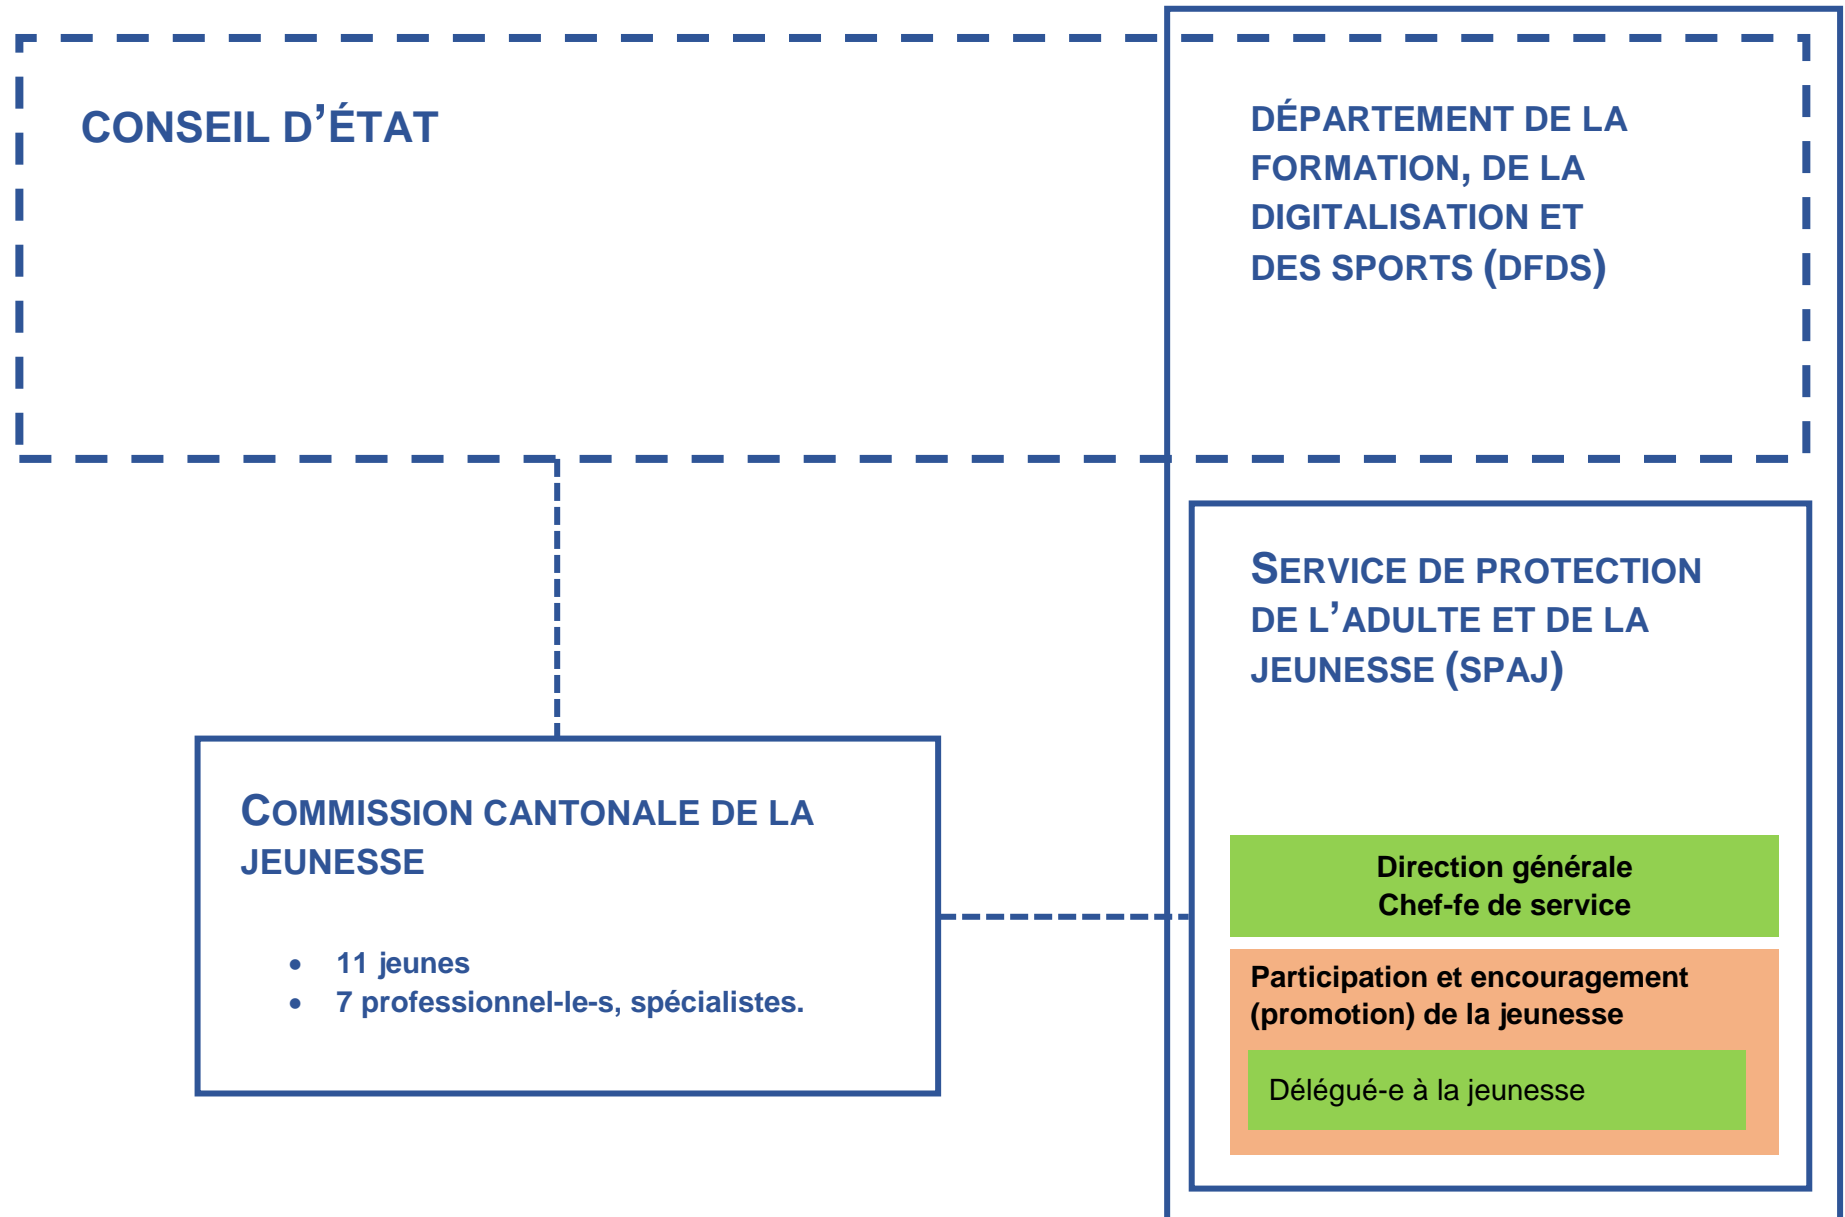 CONSEIL D'ÉTAT
DÉPARTEMENT DE LA
FORMATION, DE LA
DIGITALISATION ET
DES SPORTS (DFDS)
SERVICE DE PROTECTION
DE L'ADULTE ET DE LA
JEUNESSE (SPAJ)
COMMISSION CANTONALE DE LA
JEUNESSE
• 11 jeunes
• 7 professionnel-le-s, spécialistes.
Direction générale
Chef-fe de service
Participation et encouragement
(promotion) de la jeunesse
Délégué-e à la jeunesse